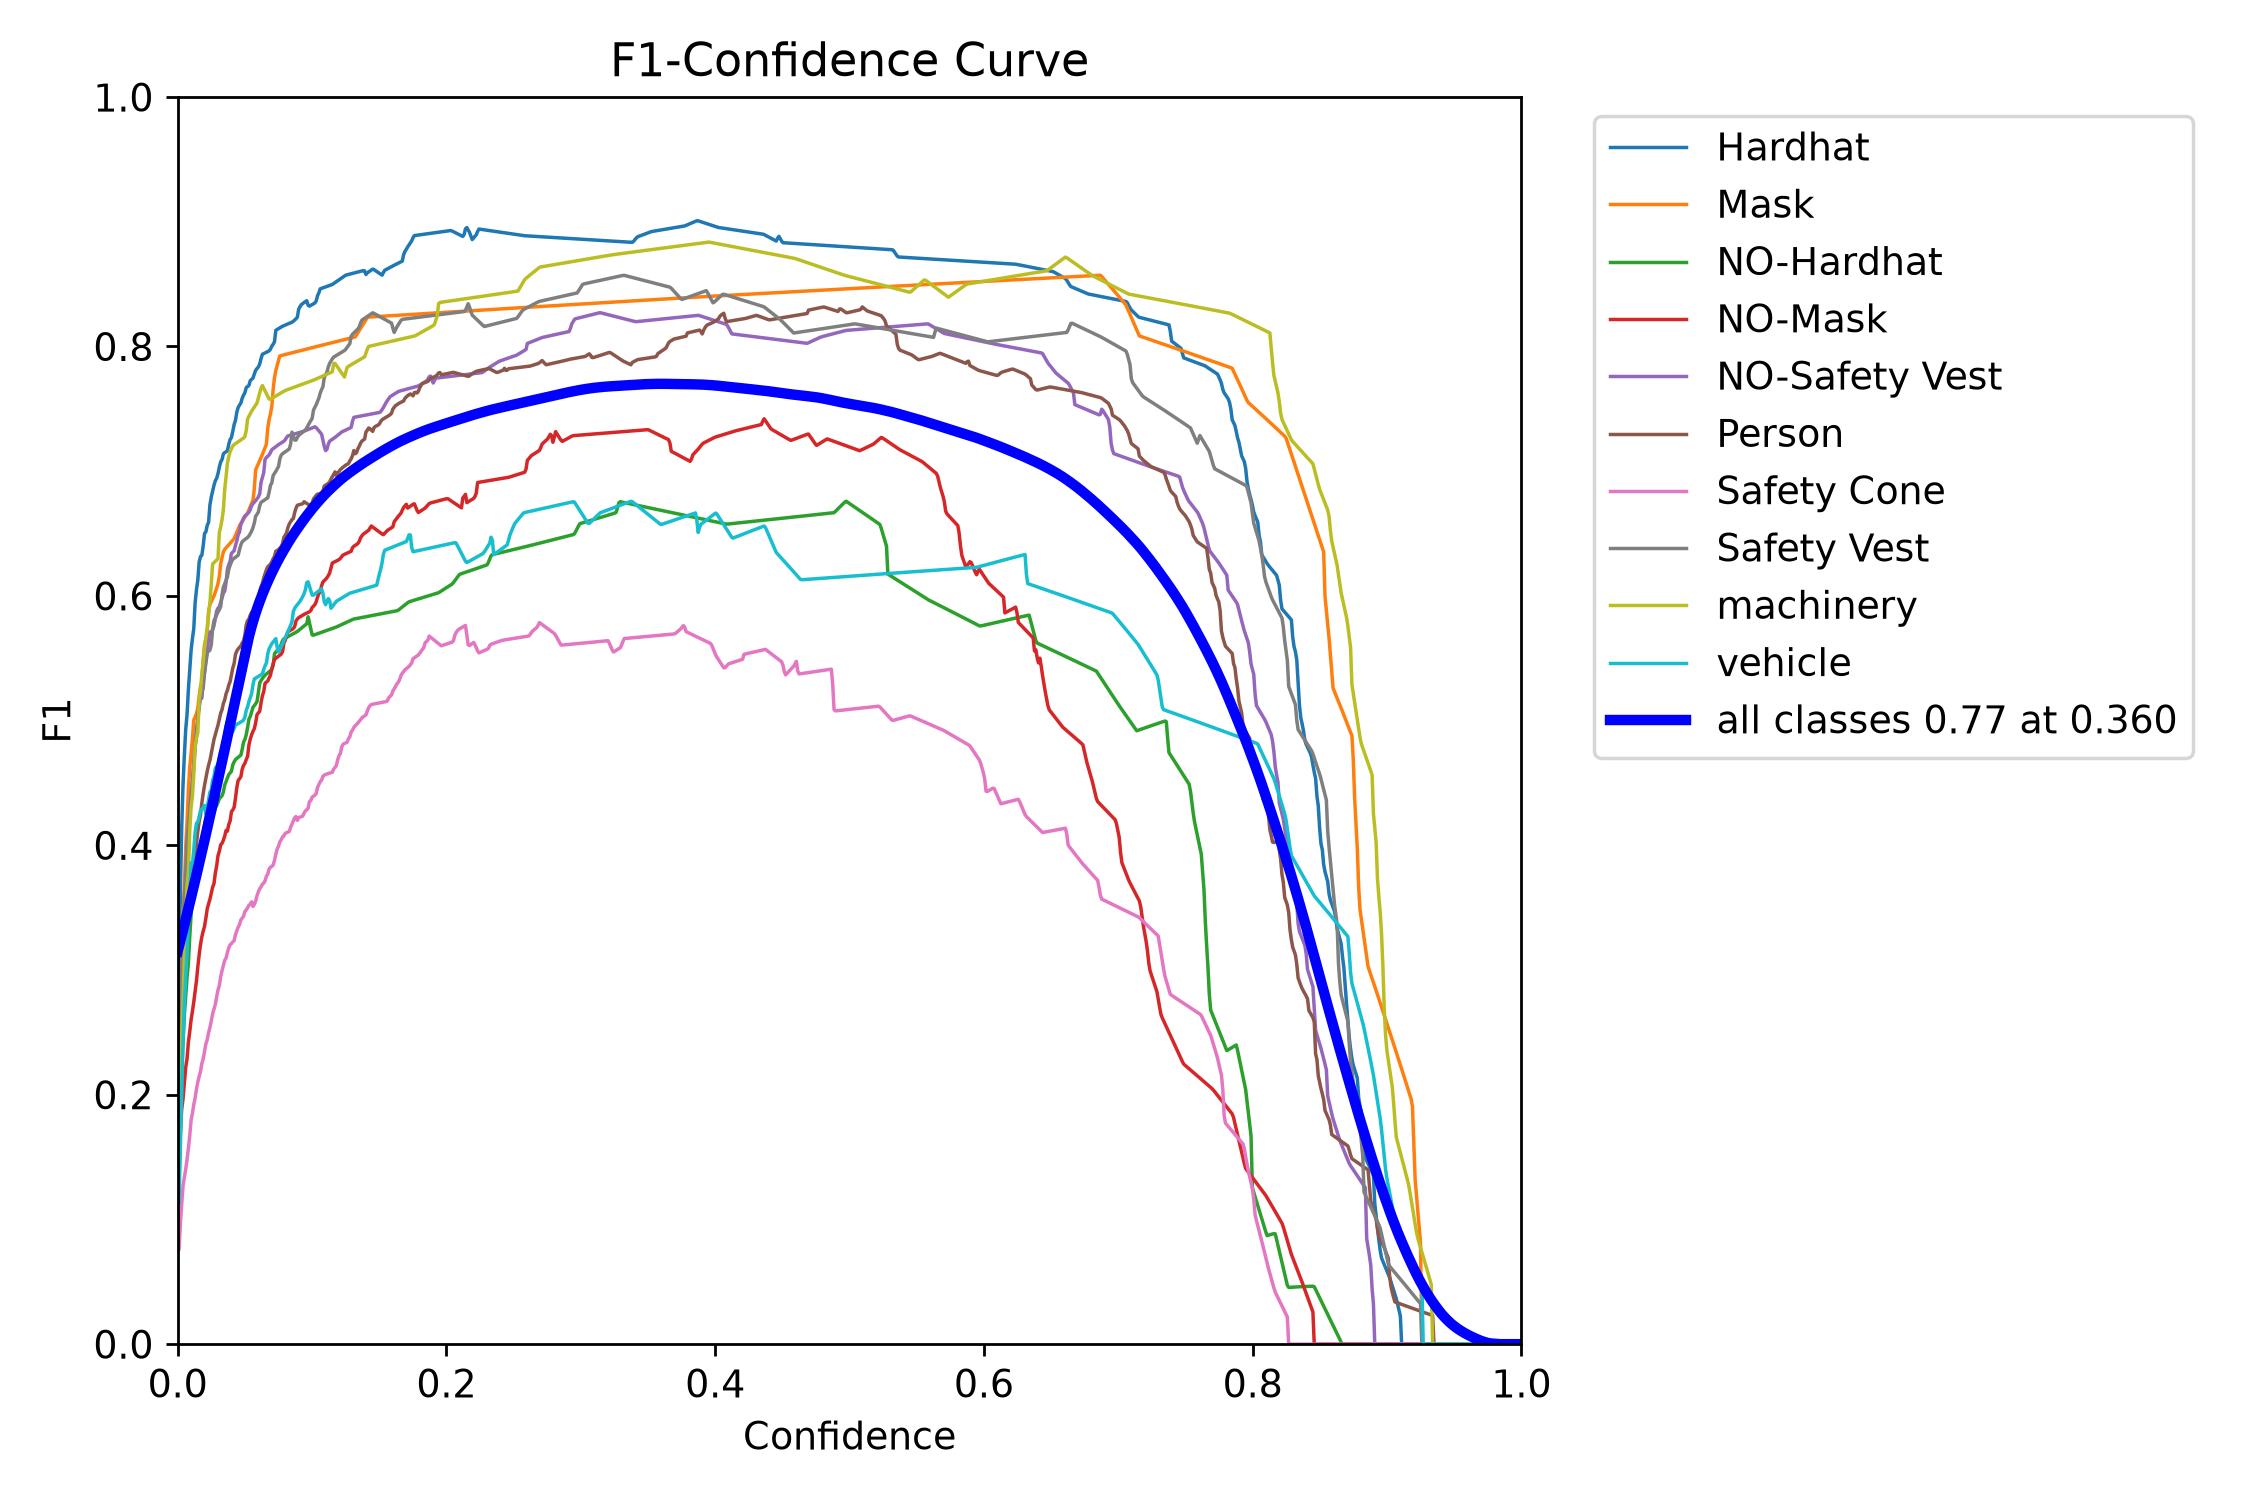 F1-Confidence Curve
1.0
0.8
0.6
0.4
0.2
0.0
F1
0.0 0.2 0.4 0.6 0.8 1.0
Confidence
Hardhat
Mask
NO-Hardhat
NO-Mask
NO-Safety Vest
Person
Safety Cone
Safety Vest
machinery
vehicle
all classes 0.77 at 0.360